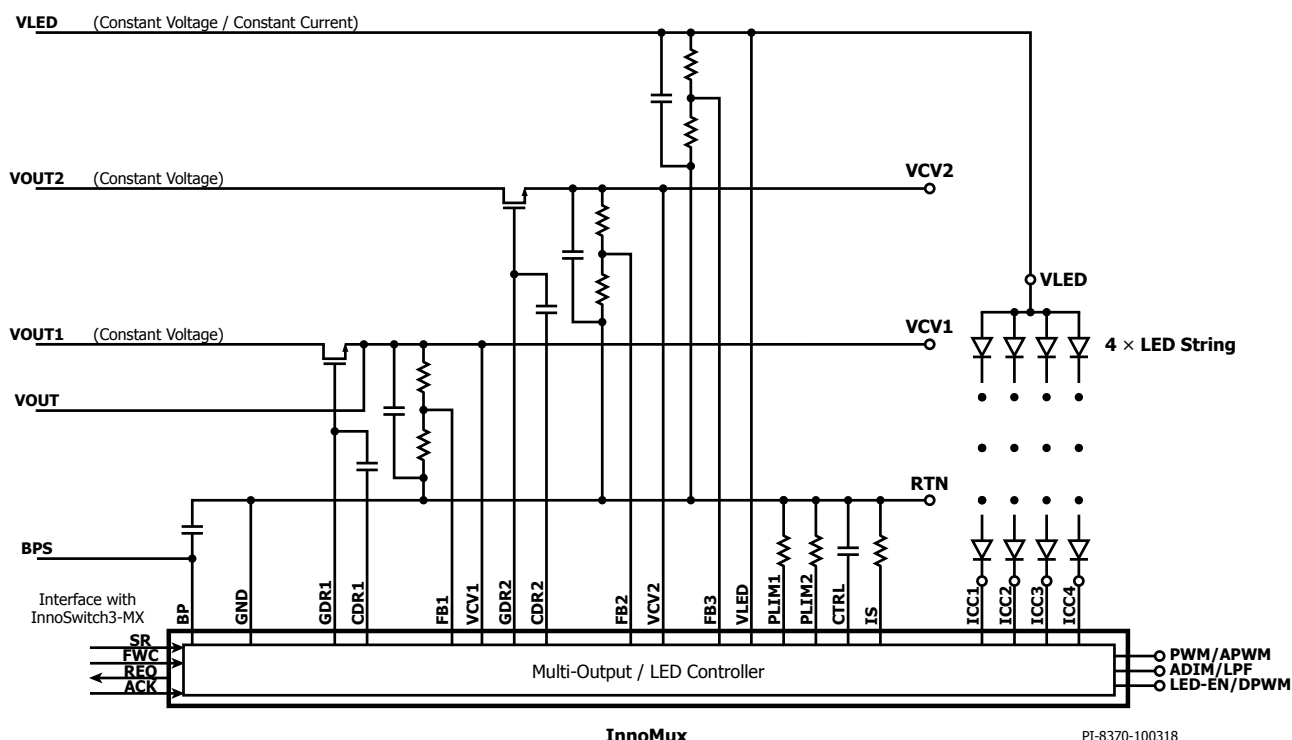 VLED (Constant Voltage / Constant Current)
VOUT2 (Constant Voltage)
VCV2
VLED
VOUT1 (Constant Voltage)
VCV1
4 × LED String
VOUT
RTN
BPS
Interface with
InnoSwitch3-MX
BP
GND
GDR1
CDR1
FB1
VCV1
GDR2
CDR2
FB2
VCV2
FB3
VLED
PLIM1
PLIM2
CTRL
IS
ICC1
ICC2
ICC3
ICC4
SR
FWC
REQ
ACK
Multi-Output / LED Controller
PWM/APWM
ADIM/LPF
LED-EN/DPWM
InnoMux
PI-8370-100318